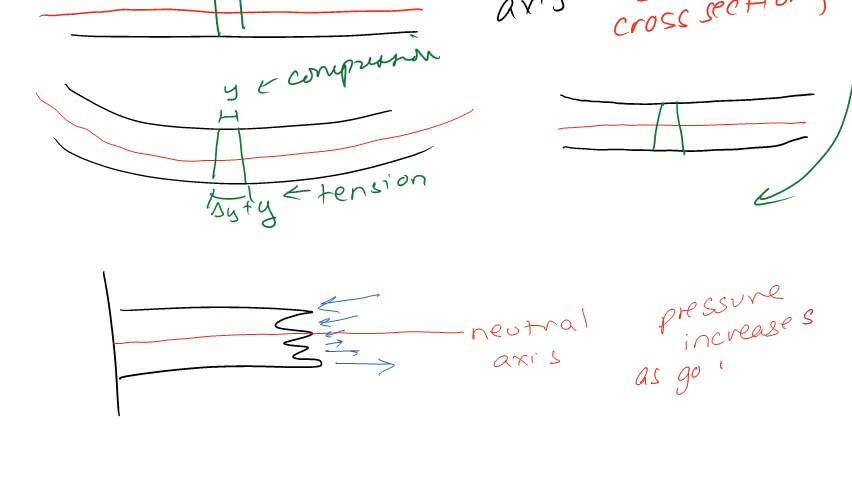 axis
cross section,
y ← compression
Δy+y ← tension
neutral
axis
pressure
increases
as go